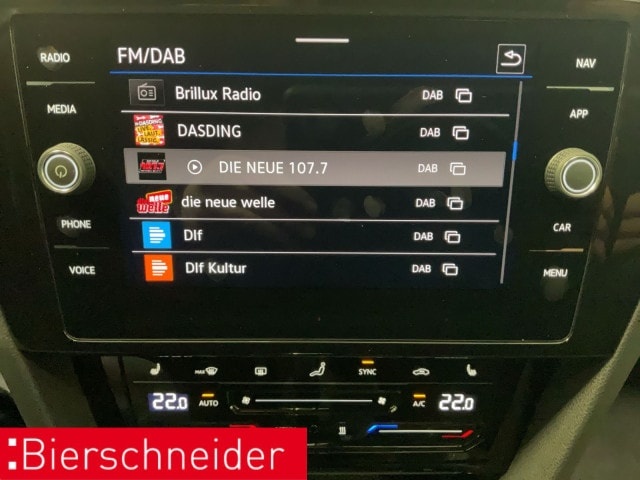 RADIO
FM/DAB
NAV
MEDIA
Brillux Radio DAB
APP
DASDING DAB
DIE NEUE 107.7 DAB
die neue welle DAB
PHONE
Dlf DAB
CAR
VOICE
Dlf Kultur DAB
MENU
MAX
SYNC
22.0 AUTO
A/C 22.0
Bierschneider